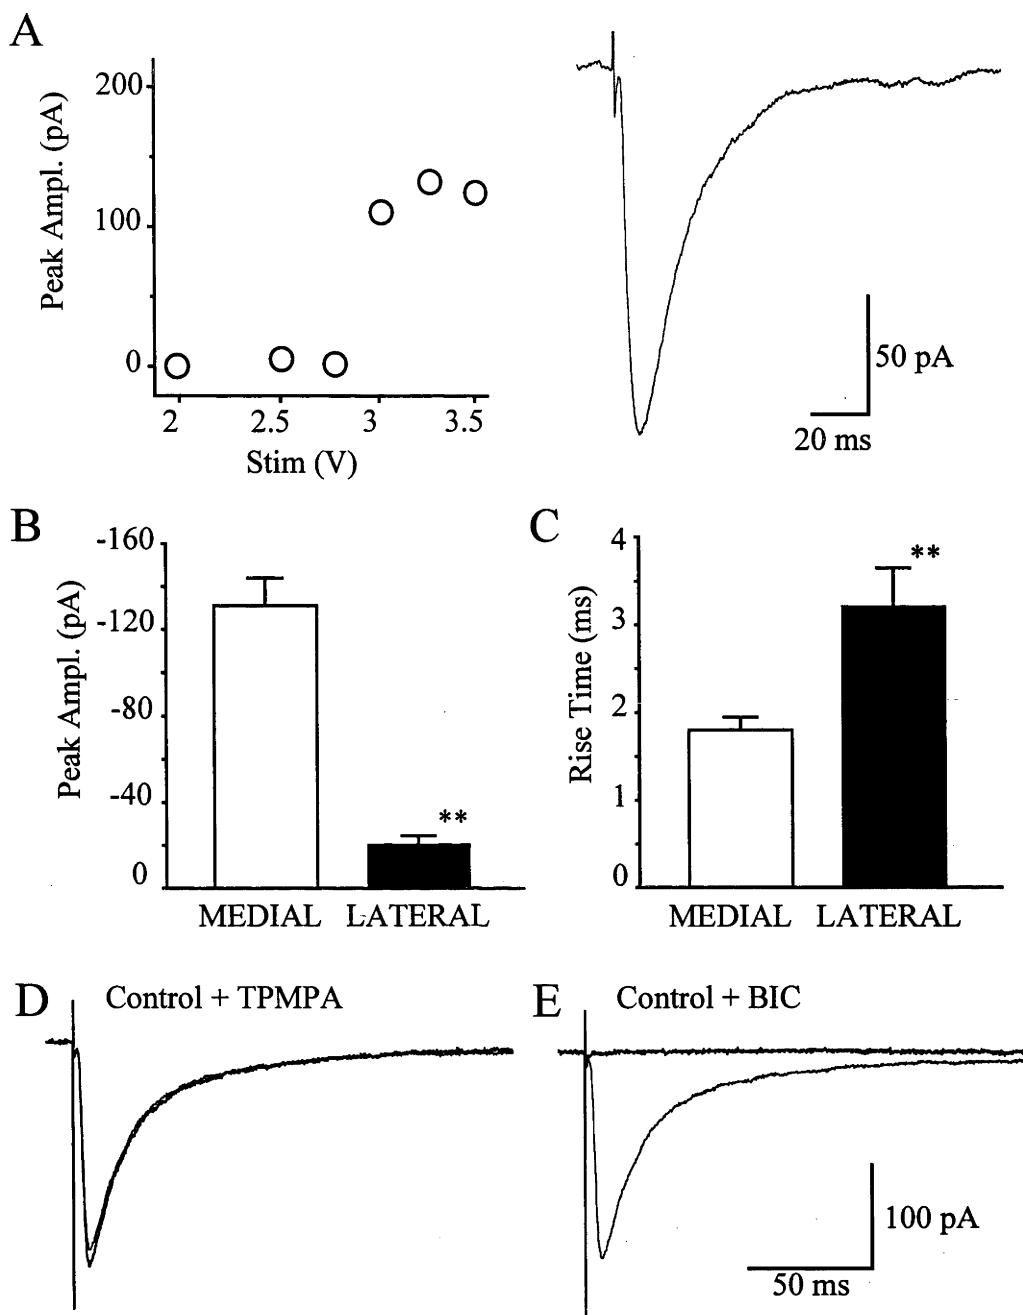 A
Peak Ampl. (pA)
200
100
0
2
2.5
3
3.5
Stim (V)
50 pA
20 ms
B
Peak Ampl. (pA)
-160
-120
-80
-40
0
**
MEDIAL
LATERAL
C
Rise Time (ms)
4
3
2
1
0
**
MEDIAL
LATERAL
D
Control + TPMPA
E
Control + BIC
100 pA
50 ms